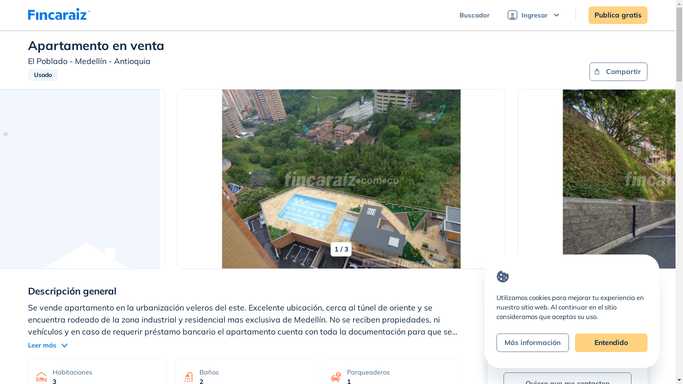 Fincaraíz
Buscador
Ingresar
Publica gratis
Apartamento en venta
El Poblado - Medellín - Antioquia
Usado
Compartir
fincaraiz.com.co
fincaraiz
1 / 3
fincaraiz.com.co
Descripción general
Se vende apartamento en la urbanización veleros del este. Excelente ubicación, cerca al túnel de oriente y se
encuentra rodeado de la zona industrial y residencial mas exclusiva de Medellín. No se reciben propiedades, ni
vehículos y en caso de requerir préstamo bancario el apartamento cuenta con toda la documentación para que se...
Leer más
Habitaciones
3
Baños
2
Parqueaderos
1
Utilizamos cookies para mejorar tu experiencia en
nuestro sitio web. Al continuar en el sitio
consideramos que aceptas su uso.
Más información
Entendido
Quiero que me contacten